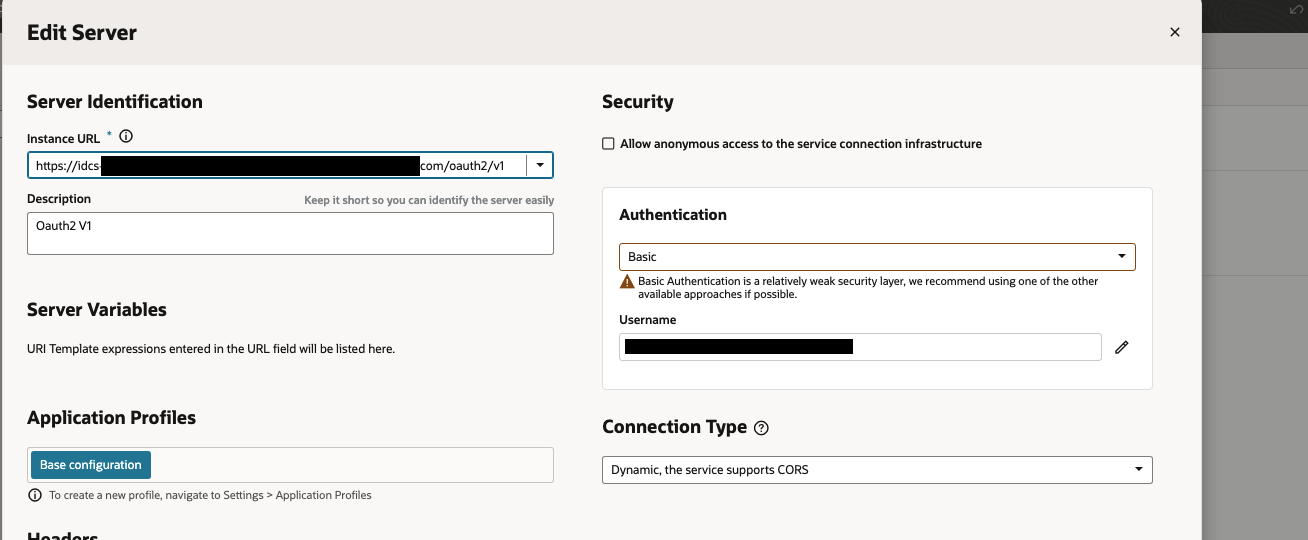 Edit Server
Server Identification
Instance URL *
https://idcs- com/oauth2/v1
Description
Keep it short so you can identify the server easily
Oauth2 V1
Server Variables
URI Template expressions entered in the URL field will be listed here.
Application Profiles
Base configuration
To create a new profile, navigate to Settings > Application Profiles
Headers
Security
Allow anonymous access to the service connection infrastructure
Authentication
Basic
Basic Authentication is a relatively weak security layer, we recommend using one of the other
available approaches if possible.
Username
Connection Type
Dynamic, the service supports CORS